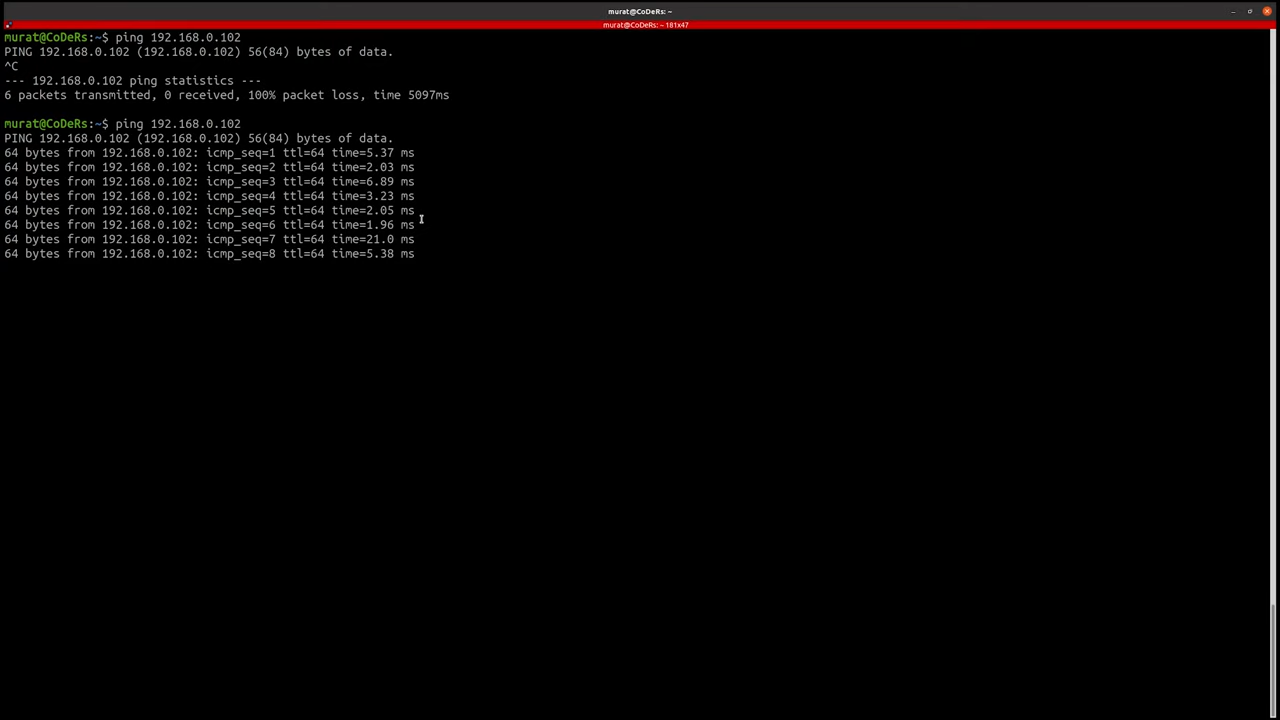 murat@CoDeRs: ~
murat@CoDeRs: ~ 181x47
murat@CoDeRs:~$ ping 192.168.0.102
PING 192.168.0.102 (192.168.0.102) 56(84) bytes of data.
^C
--- 192.168.0.102 ping statistics ---
6 packets transmitted, 0 received, 100% packet loss, time 5097ms
murat@CoDeRs:~$ ping 192.168.0.102
PING 192.168.0.102 (192.168.0.102) 56(84) bytes of data.
64 bytes from 192.168.0.102: icmp_seq=1 ttl=64 time=5.37 ms
64 bytes from 192.168.0.102: icmp_seq=2 ttl=64 time=2.03 ms
64 bytes from 192.168.0.102: icmp_seq=3 ttl=64 time=6.89 ms
64 bytes from 192.168.0.102: icmp_seq=4 ttl=64 time=3.23 ms
64 bytes from 192.168.0.102: icmp_seq=5 ttl=64 time=2.05 ms
64 bytes from 192.168.0.102: icmp_seq=6 ttl=64 time=1.96 ms
64 bytes from 192.168.0.102: icmp_seq=7 ttl=64 time=21.0 ms
64 bytes from 192.168.0.102: icmp_seq=8 ttl=64 time=5.38 ms